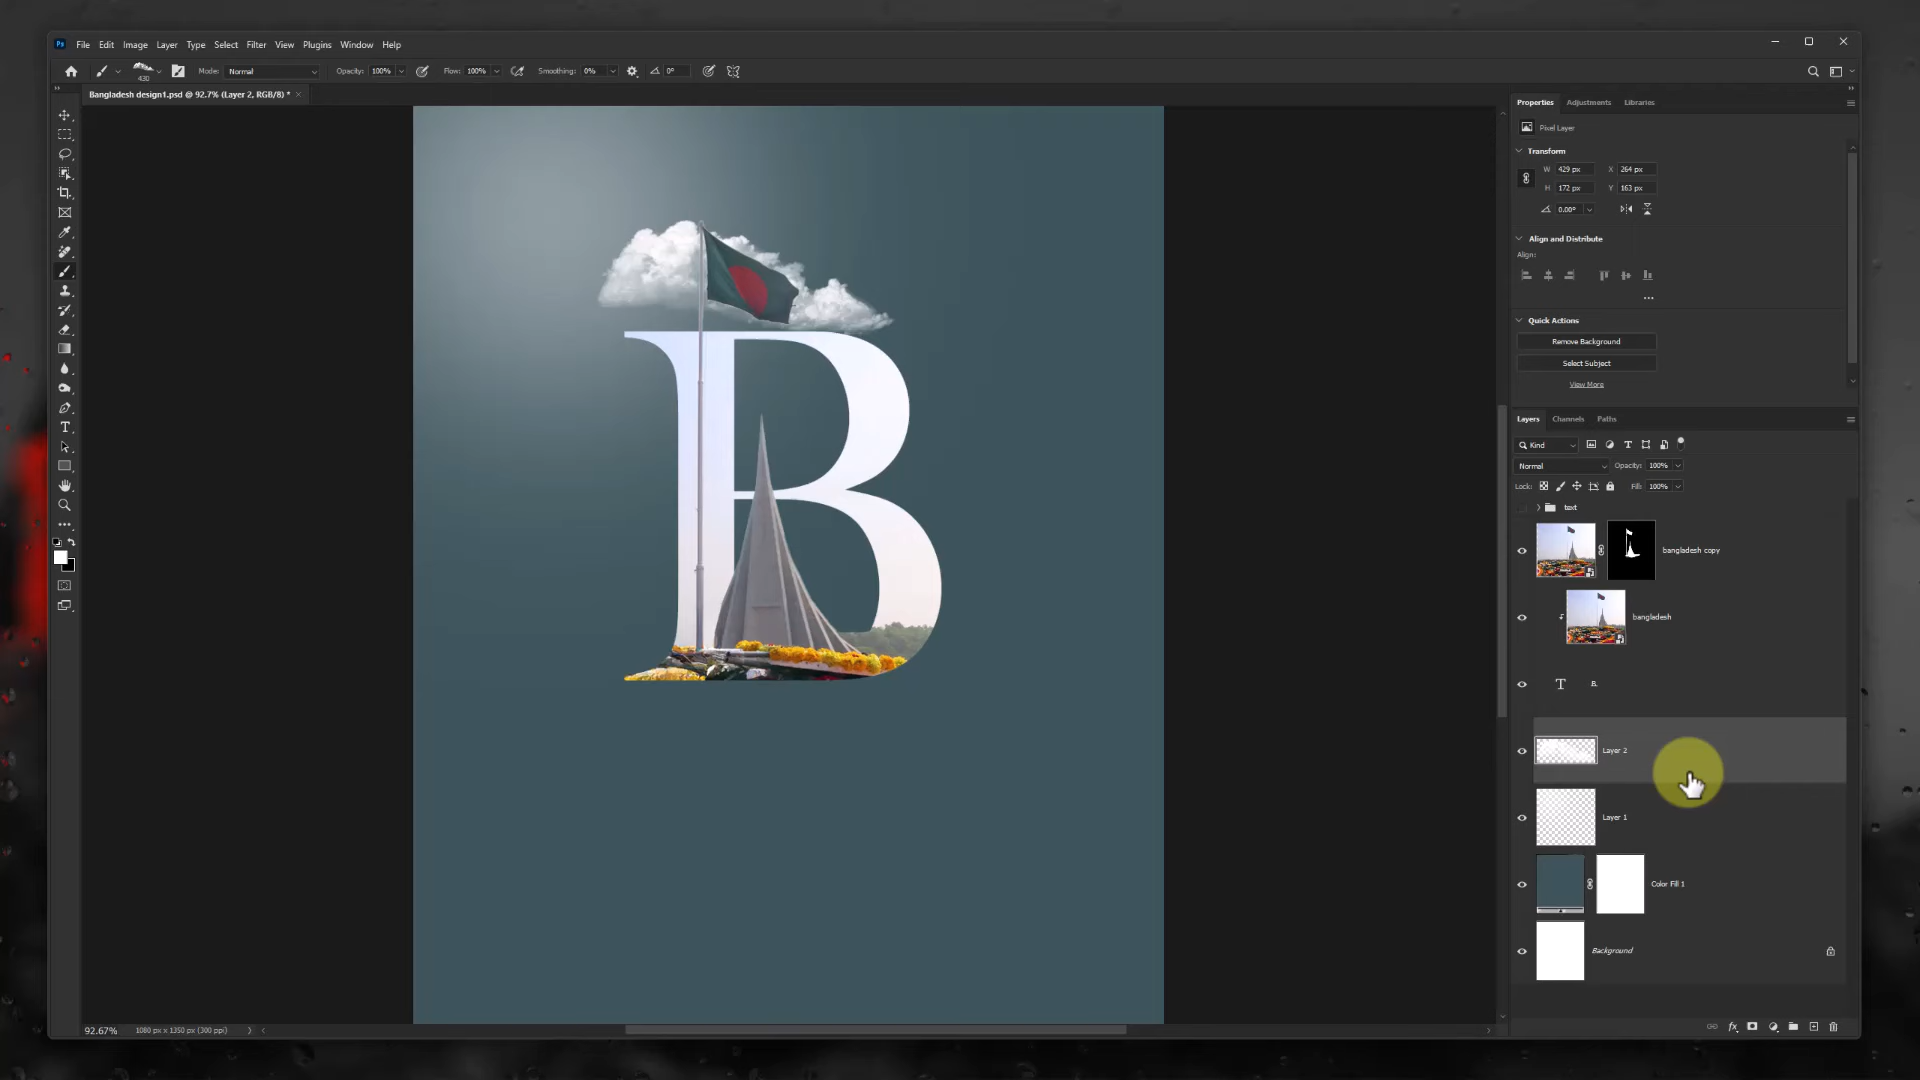 Ps File Edit Image Layer Type Select Filter View Plugins Window Help
430 Mode: Normal Opacity: 100% Flow: 100% Smoothing: 0% 0°
Bangladesh design1.psd @ 92.7% (Layer 2, RGB/8) *
Properties Adjustments Libraries
Pixel Layer
Transform
W 429 px X 264 px
H 172 px Y 163 px
0.00°
Align and Distribute
Align:
Quick Actions
Remove Background
Select Subject
View More
B
Layers Channels Paths
Kind
Normal Opacity: 100%
Lock: Fill: 100%
text
bangladesh copy
bangladesh
T
Layer 2
Layer 1
Color Fill 1
Background
fx
92.67% 1080 px x 1350 px (300 ppi)